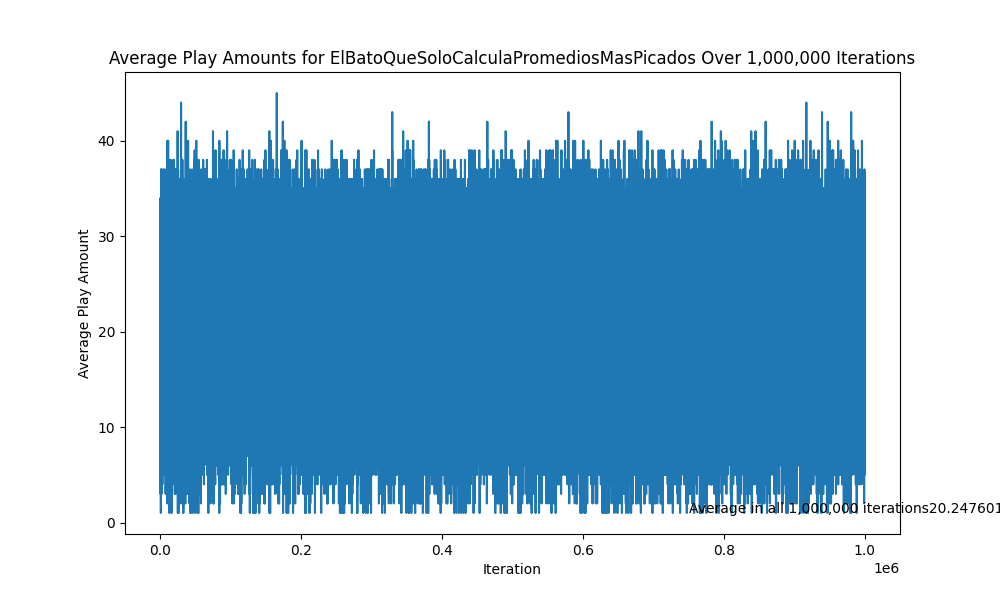 Average Play Amounts for ElBatoQueSoloCalculaPromediosMasPicados Over 1,000,000 Iterations
Average Play Amount
40
30
20
10
0
Average in all 1,000,000 iterations20.247601
0.0 0.2 0.4 0.6 0.8 1.0
1e6
Iteration